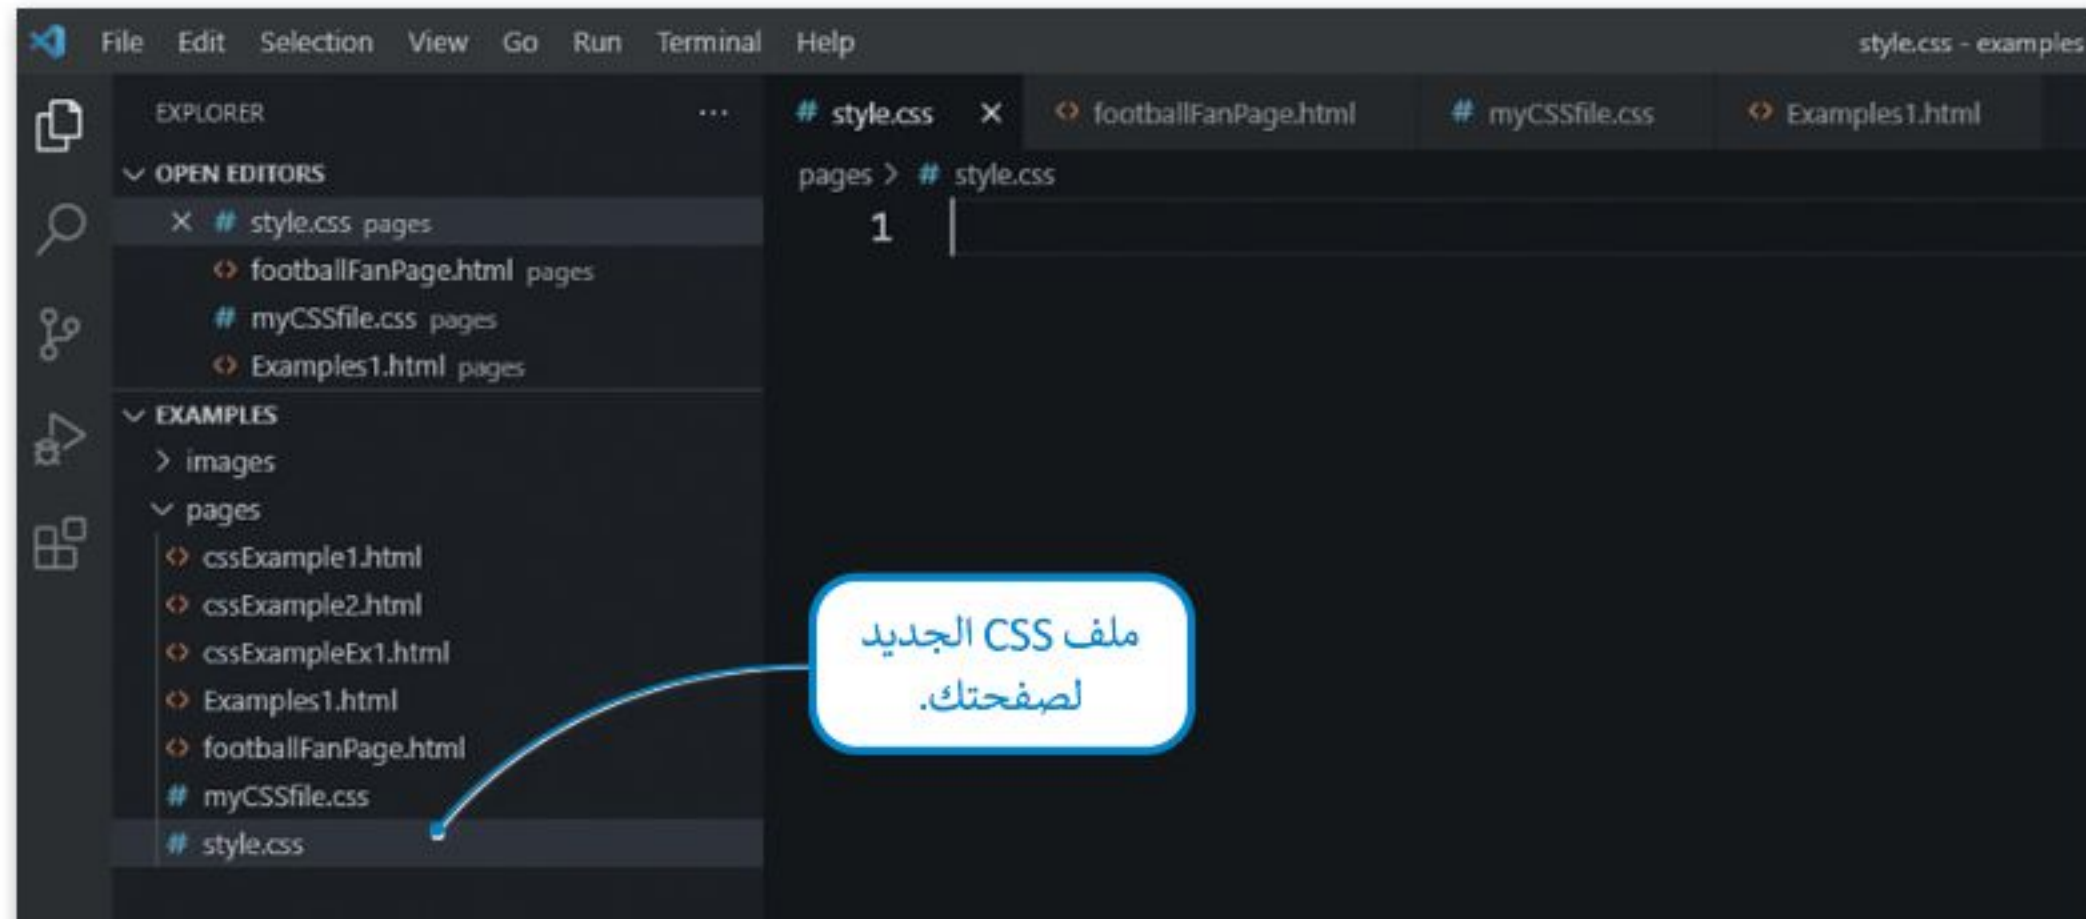 File Edit Selection View Go Run Terminal Help style.css - examples
EXPLORER ...
# style.css × <> footballFanPage.html # myCSSfile.css <> Examples1.html
OPEN EDITORS
pages > # style.css
× # style.css pages
1
<> footballFanPage.html pages
# myCSSfile.css pages
<> Examples1.html pages
EXAMPLES
> images
pages
<> cssExample1.html
<> cssExample2.html
<> cssExampleEx1.html
<> Examples1.html
<> footballFanPage.html
# myCSSfile.css
# style.css
ملف CSS الجديد
لصفحتك.